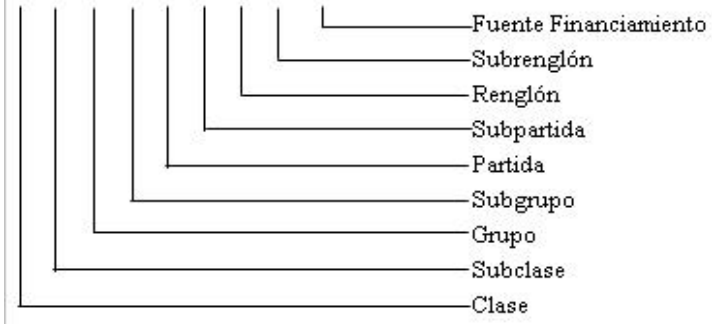 Fuente Financiamiento
Subrenglón
Renglón
Subpartida
Partida
Subgrupo
Grupo
Subclase
Clase